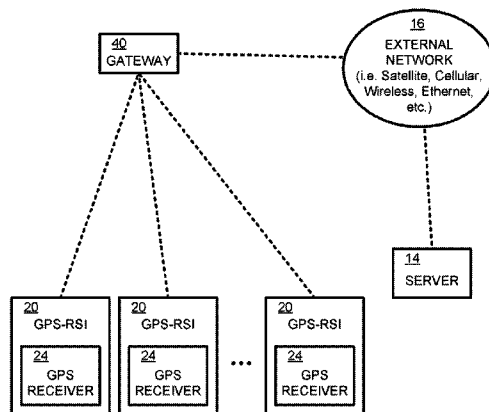 40
GATEWAY
16
EXTERNAL
NETWORK
(i.e. Satellite, Cellular,
Wireless, Ethernet,
etc.)
14
SERVER
20
GPS-RSI
24
GPS
RECEIVER
20
GPS-RSI
24
GPS
RECEIVER
...
20
GPS-RSI
24
GPS
RECEIVER